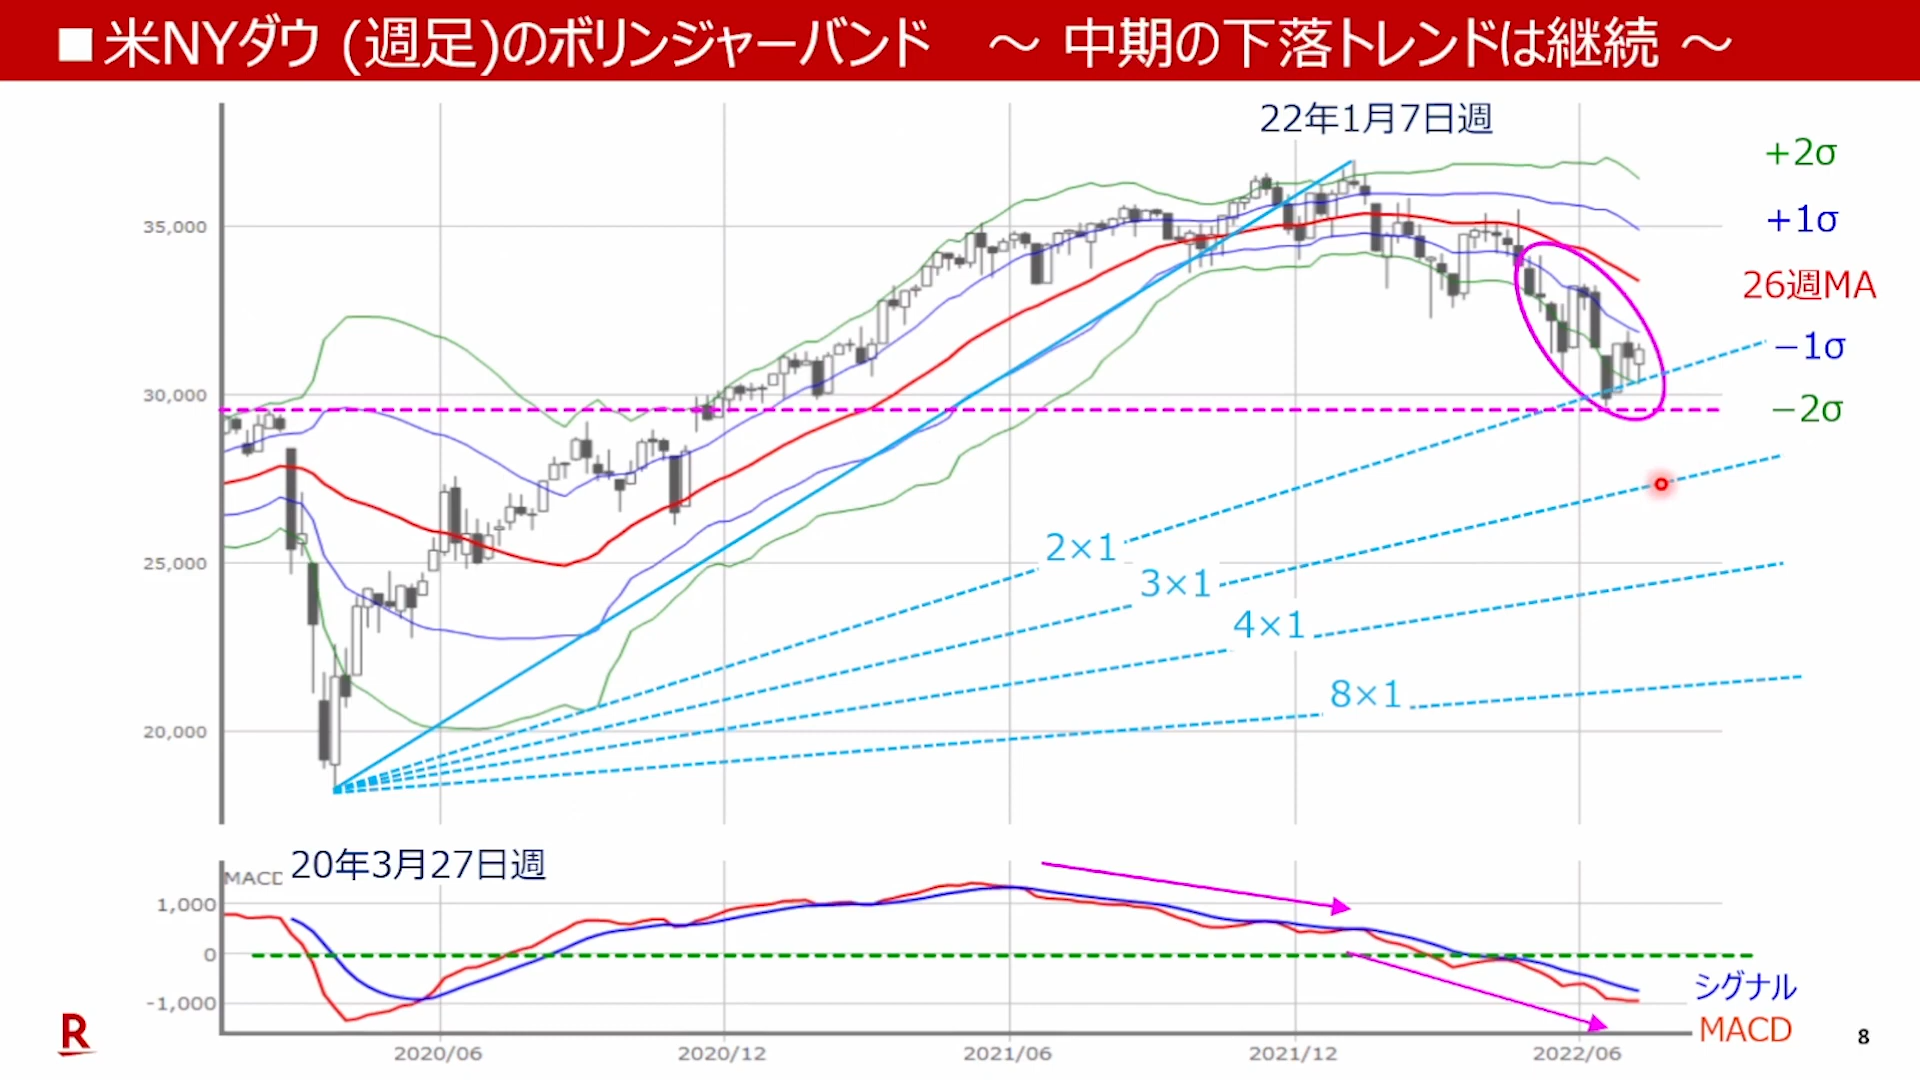 ■米NYダウ (週足)のボリンジャーバンド　～ 中期の下落トレンドは継続 ～
22年1月7日週
+2σ
+1σ
26週MA
−1σ
−2σ
35,000
30,000
25,000
20,000
2×1
3×1
4×1
8×1
20年3月27日週
MACD
1,000
0
-1,000
シグナル
MACD
2020/06
2020/12
2021/06
2021/12
2022/06
R
8